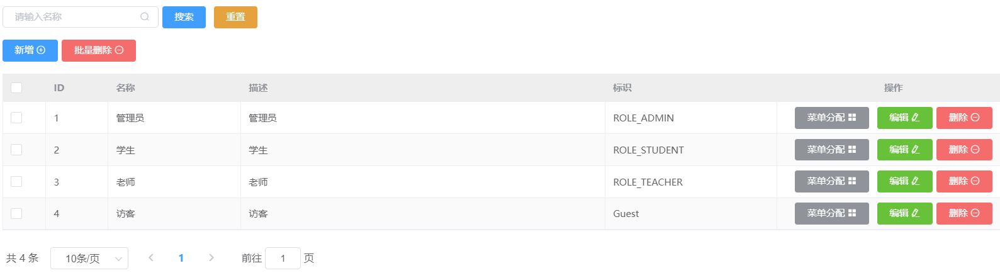 请输入名称 搜索 重置
新增 批量删除
ID 名称 描述 标识 操作
1 管理员 管理员 ROLE_ADMIN 菜单分配 编辑 删除
2 学生 学生 ROLE_STUDENT 菜单分配 编辑 删除
3 老师 老师 ROLE_TEACHER 菜单分配 编辑 删除
4 访客 访客 Guest 菜单分配 编辑 删除
共 4 条 10条/页 1 前往 1 页